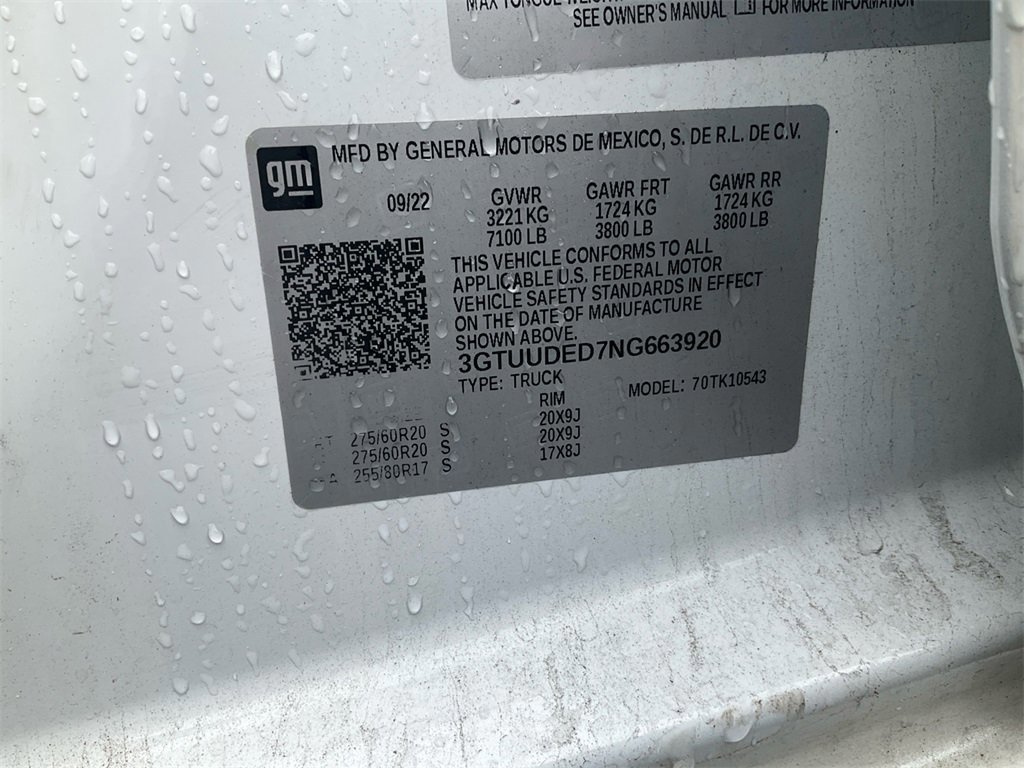 MAX TONGUE WEIGHT
SEE OWNER'S MANUAL FOR MORE INFORMATION
gm
MFD BY GENERAL MOTORS DE MEXICO, S. DE R.L. DE C.V.
09/22 GVWR GAWR FRT GAWR RR
3221 KG 1724 KG 1724 KG
7100 LB 3800 LB 3800 LB
THIS VEHICLE CONFORMS TO ALL
APPLICABLE U.S. FEDERAL MOTOR
VEHICLE SAFETY STANDARDS IN EFFECT
ON THE DATE OF MANUFACTURE
SHOWN ABOVE.
3GTUUDED7NG663920
TYPE: TRUCK MODEL: 70TK10543
RIM
275/60R20 S 20X9J
275/60R20 S 20X9J
255/80R17 S 17X8J